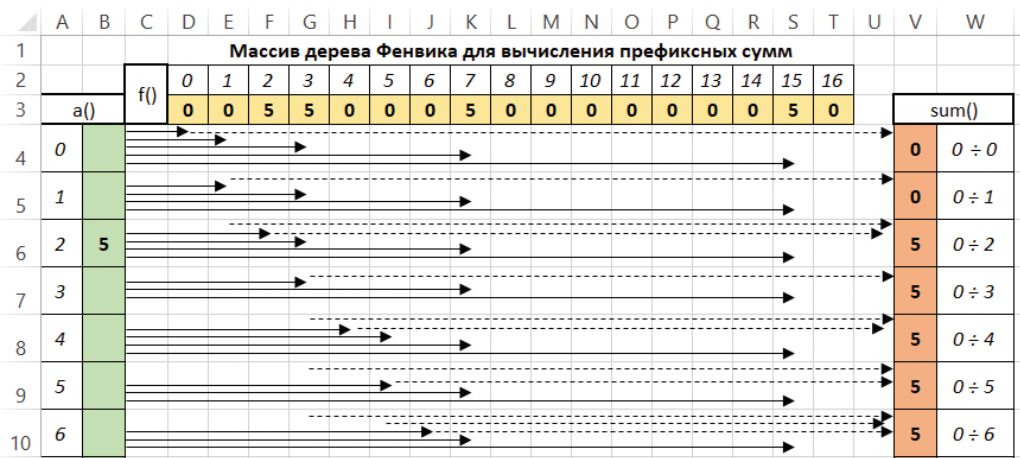 A B C D E F G H I J K L M N O P Q R S T U V W
1 Массив дерева Фенвика для вычисления префиксных сумм
2 f() 0 1 2 3 4 5 6 7 8 9 10 11 12 13 14 15 16
3 a() 0 0 5 5 0 0 0 5 0 0 0 0 0 0 0 5 0 sum()
4 0 0 0 ÷ 0
5 1 0 0 ÷ 1
6 2 5 5 0 ÷ 2
7 3 5 0 ÷ 3
8 4 5 0 ÷ 4
9 5 5 0 ÷ 5
10 6 5 0 ÷ 6